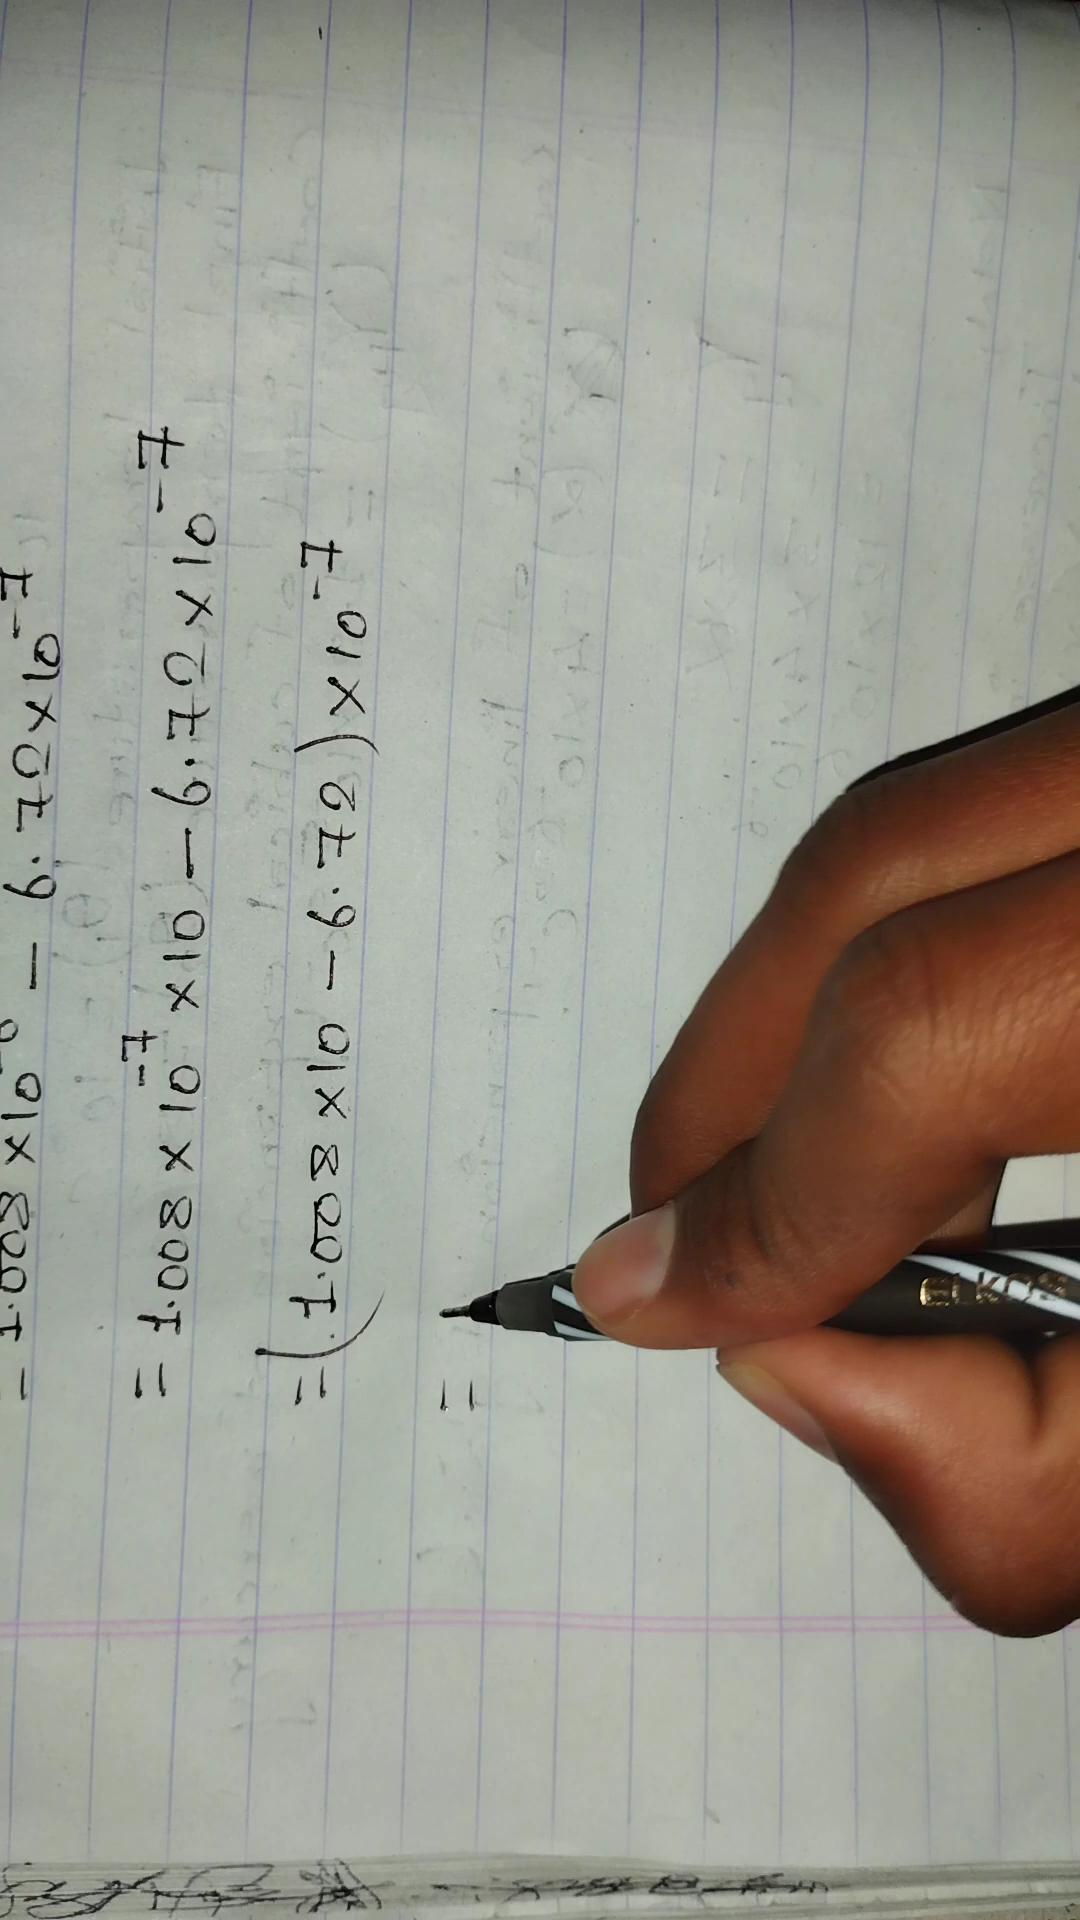 = 1.008 × 10⁻⁶ – 6.72 × 10⁻⁷
= 1.008 × 10⁻⁷ × 10 – 6.72 × 10⁻⁷
= (1.008 × 10 – 6.72) × 10⁻⁷
=
ELKOS